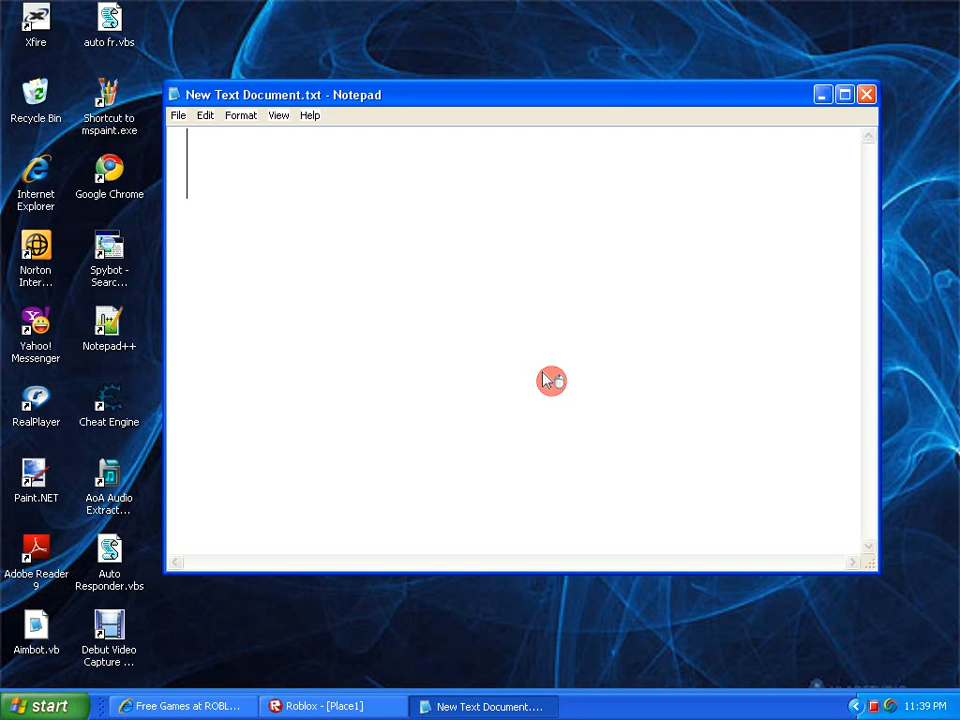 Xfire
auto fr.vbs
Recycle Bin
Shortcut to
mspaint.exe
Internet
Explorer
Google Chrome
Norton
Inter...
Spybot -
Searc...
Yahoo!
Messenger
Notepad++
RealPlayer
Cheat Engine
Paint.NET
AoA Audio
Extract...
Adobe Reader
9
Auto
Responder.vbs
Aimbot.vb
Debut Video
Capture ...
New Text Document.txt - Notepad
File Edit Format View Help
start
Free Games at ROBL...
Roblox - [Place1]
New Text Document....
11:39 PM